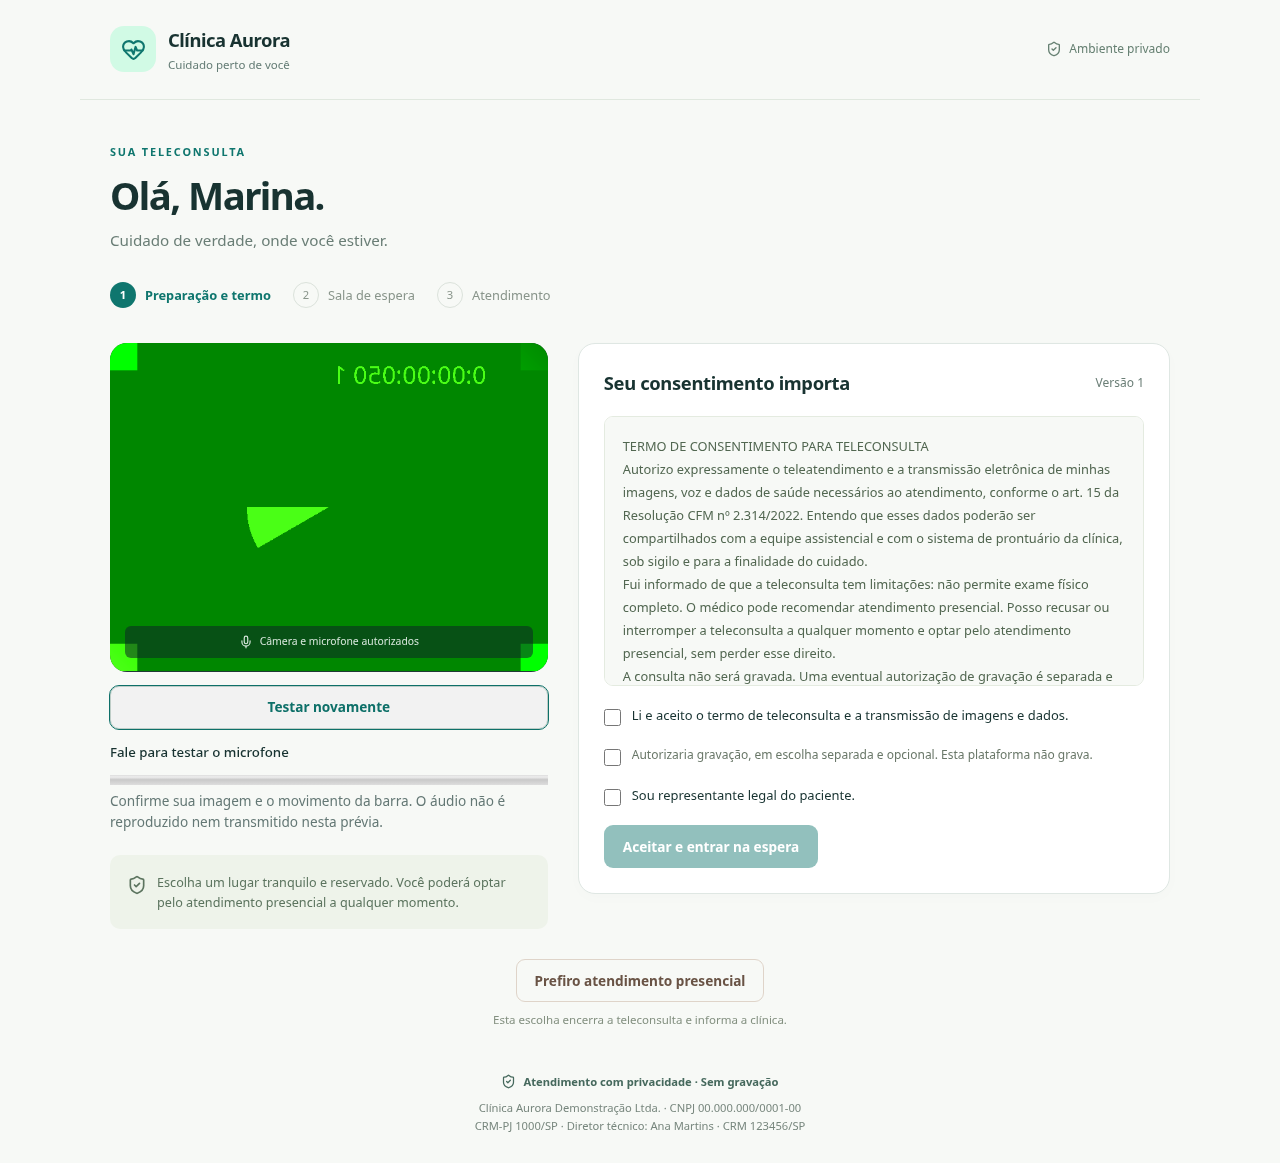 Clínica Aurora
Cuidado perto de você
Ambiente privado
SUA TELECONSULTA
Olá, Marina.
Cuidado de verdade, onde você estiver.
1 Preparação e termo
2 Sala de espera
3 Atendimento
0:00:00:050 1
Câmera e microfone autorizados
Testar novamente
Fale para testar o microfone
Confirme sua imagem e o movimento da barra. O áudio não é
reproduzido nem transmitido nesta prévia.
Escolha um lugar tranquilo e reservado. Você poderá optar
pelo atendimento presencial a qualquer momento.
Seu consentimento importa
Versão 1
TERMO DE CONSENTIMENTO PARA TELECONSULTA
Autorizo expressamente o teleatendimento e a transmissão eletrônica de minhas
imagens, voz e dados de saúde necessários ao atendimento, conforme o art. 15 da
Resolução CFM nº 2.314/2022. Entendo que esses dados poderão ser
compartilhados com a equipe assistencial e com o sistema de prontuário da clínica,
sob sigilo e para a finalidade do cuidado.
Fui informado de que a teleconsulta tem limitações: não permite exame físico
completo. O médico pode recomendar atendimento presencial. Posso recusar ou
interromper a teleconsulta a qualquer momento e optar pelo atendimento
presencial, sem perder esse direito.
A consulta não será gravada. Uma eventual autorização de gravação é separada e
Li e aceito o termo de teleconsulta e a transmissão de imagens e dados.
Autorizaria gravação, em escolha separada e opcional. Esta plataforma não grava.
Sou representante legal do paciente.
Aceitar e entrar na espera
Prefiro atendimento presencial
Esta escolha encerra a teleconsulta e informa a clínica.
Atendimento com privacidade · Sem gravação
Clínica Aurora Demonstração Ltda. · CNPJ 00.000.000/0001-00
CRM-PJ 1000/SP · Diretor técnico: Ana Martins · CRM 123456/SP